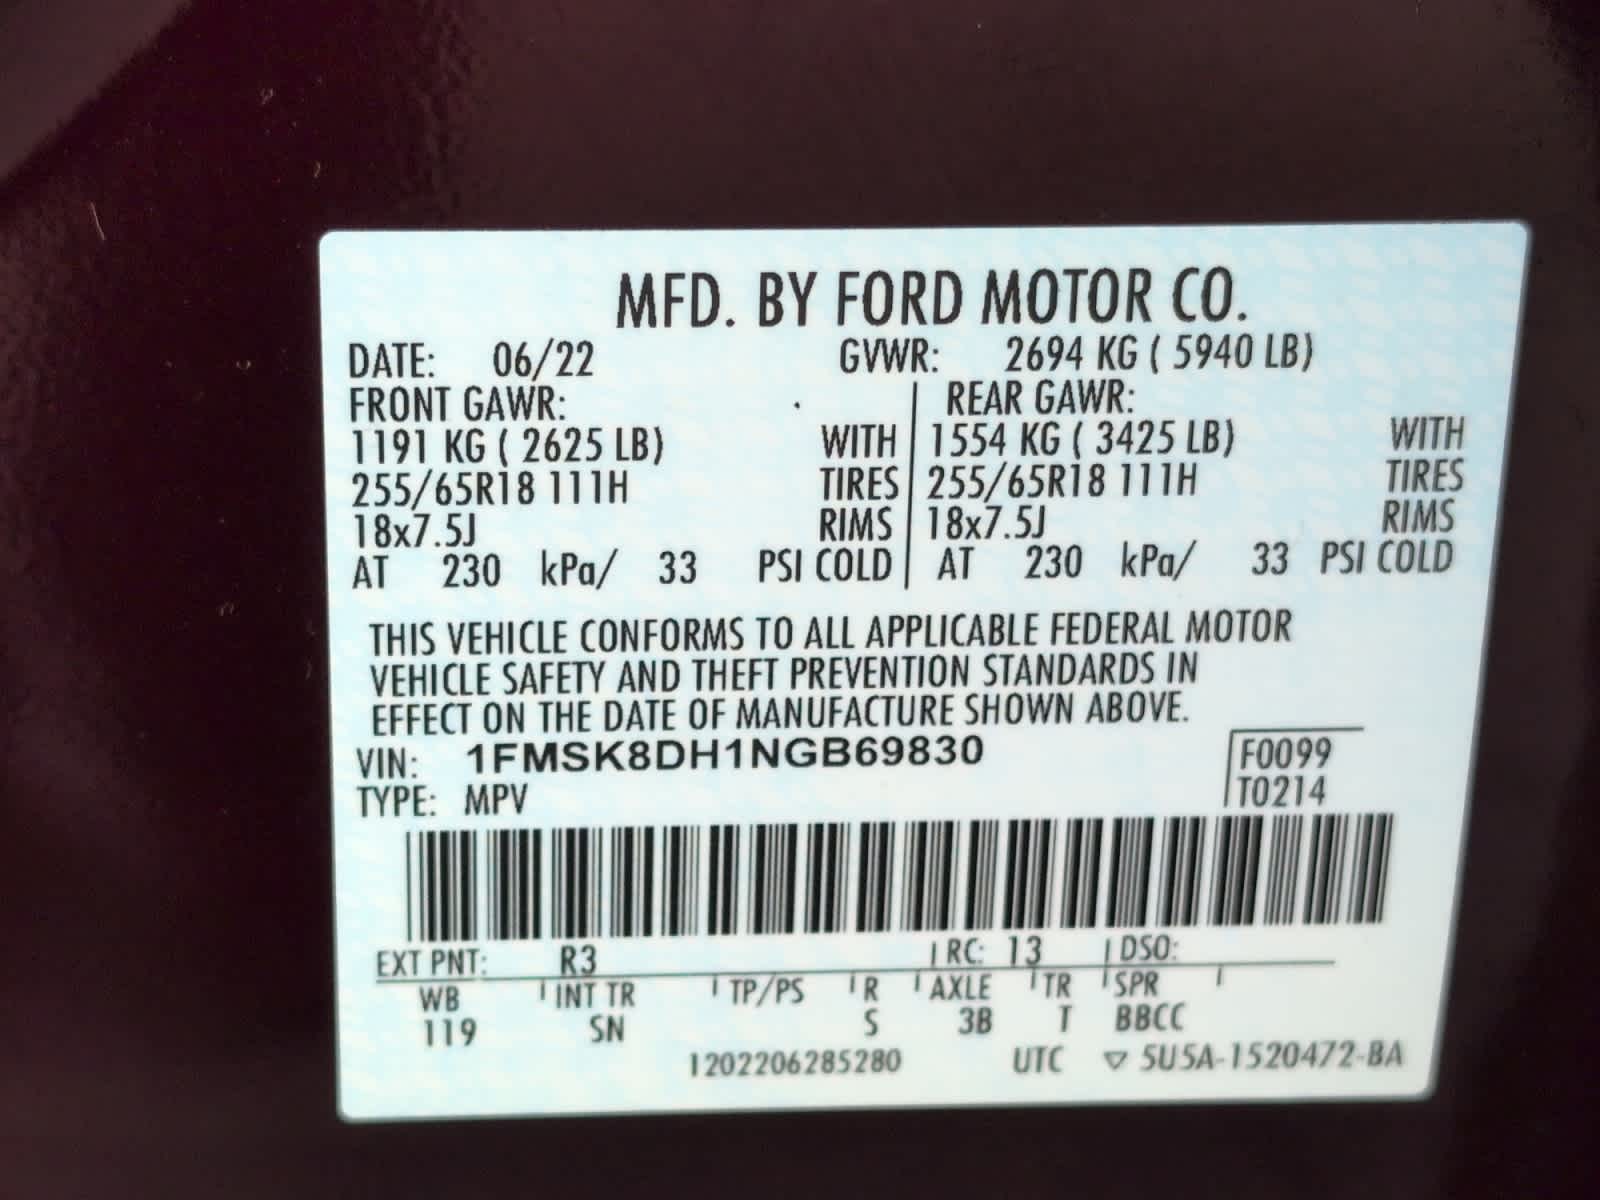 MFD. BY FORD MOTOR CO.
DATE: 06/22 GVWR: 2694 KG ( 5940 LB)
FRONT GAWR: REAR GAWR:
1191 KG ( 2625 LB) WITH 1554 KG ( 3425 LB) WITH
255/65R18 111H TIRES 255/65R18 111H TIRES
18x7.5J RIMS 18x7.5J RIMS
AT 230 kPa/ 33 PSI COLD AT 230 kPa/ 33 PSI COLD
THIS VEHICLE CONFORMS TO ALL APPLICABLE FEDERAL MOTOR
VEHICLE SAFETY AND THEFT PREVENTION STANDARDS IN
EFFECT ON THE DATE OF MANUFACTURE SHOWN ABOVE.
VIN: 1FMSK8DH1NGB69830 F0099
TYPE: MPV T0214
EXT PNT: R3 RC: 13 DSO:
WB INT TR TP/PS R AXLE TR SPR
119 SN S 3B T BBCC
1202206285280 UTC ▽ 5U5A-1520472-BA